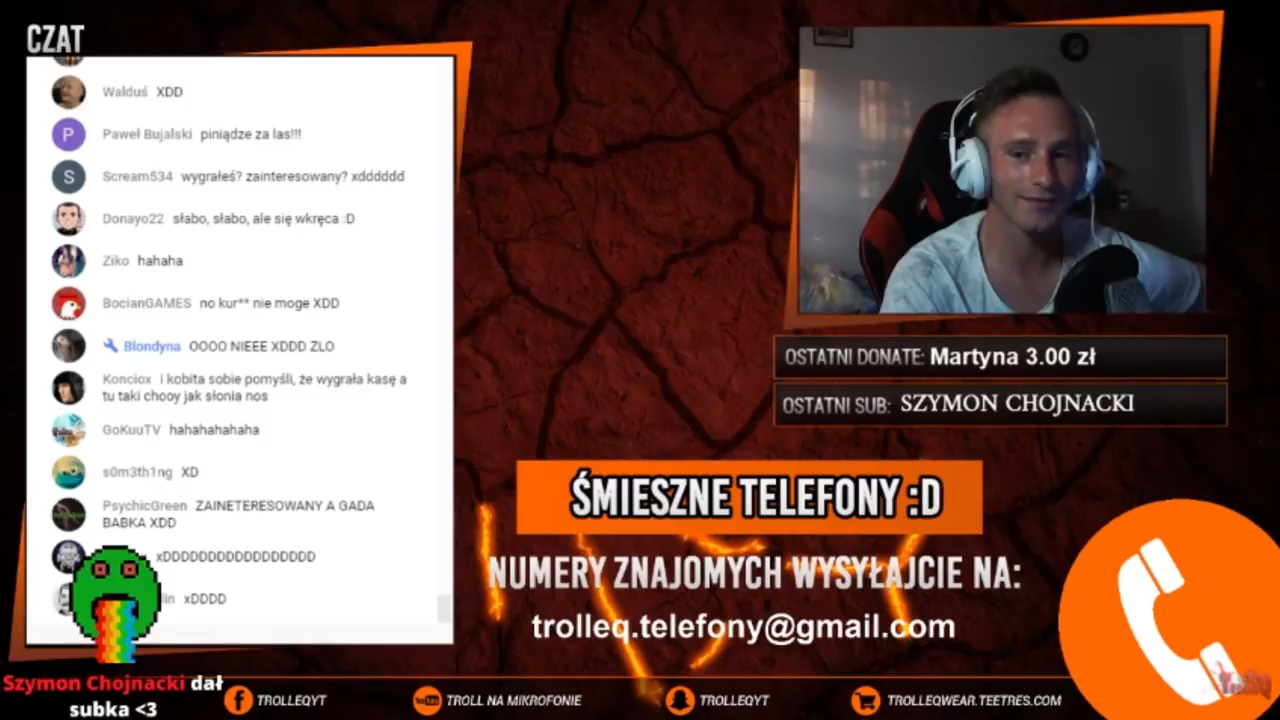 CZAT
Walduś XDD
P Paweł Bujalski piniądze za las!!!
S Scream534 wygrałeś? zainteresowany? xdddddd
Donayo22 słabo, słabo, ale się wkręca :D
Ziko hahaha
BocianGAMES no kur** nie moge XDD
Blondyna OOOO NIEEE XDDD ZLO
Konciox i kobita sobie pomyśli, że wygrała kasę a
tu taki chooy jak słonia nos
GoKuuTV hahahahahaha
s0m3th1ng XD
PsychicGreen ZAINETERESOWANY A GADA
BABKA XDD
xDDDDDDDDDDDDDDDDD
lin xDDDD
Szymon Chojnacki dał
subka <3
OSTATNI DONATE: Martyna 3.00 zł
OSTATNI SUB: SZYMON CHOJNACKI
ŚMIESZNE TELEFONY :D
NUMERY ZNAJOMYCH WYSYŁAJCIE NA:
trolleq.telefony@gmail.com
TROLLEQYT
TROLL NA MIKROFONIE
TROLLEQYT
TROLLEQWEAR.TEETRES.COM